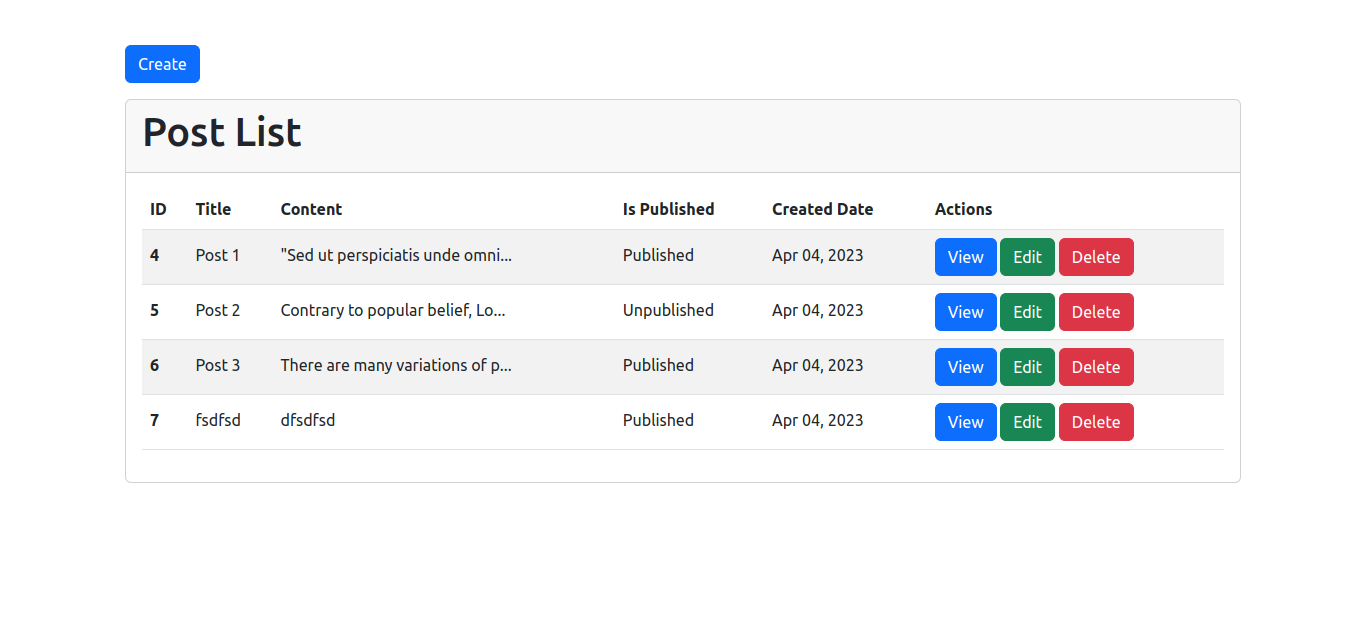 Create
Post List
ID Title Content Is Published Created Date Actions
4 Post 1 "Sed ut perspiciatis unde omni... Published Apr 04, 2023 View Edit Delete
5 Post 2 Contrary to popular belief, Lo... Unpublished Apr 04, 2023 View Edit Delete
6 Post 3 There are many variations of p... Published Apr 04, 2023 View Edit Delete
7 fsdfsd dfsdfsd Published Apr 04, 2023 View Edit Delete